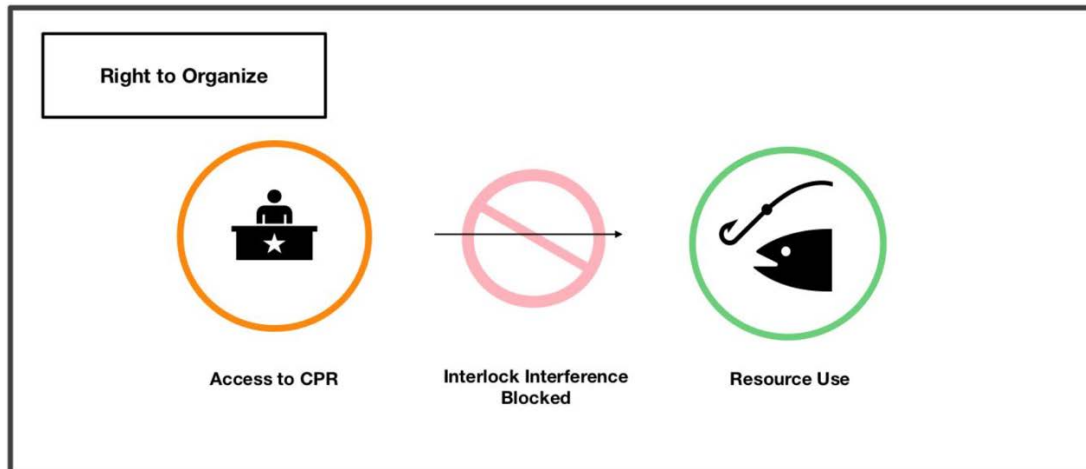 Right to Organize
Access to CPR
Interlock Interference
Blocked
Resource Use